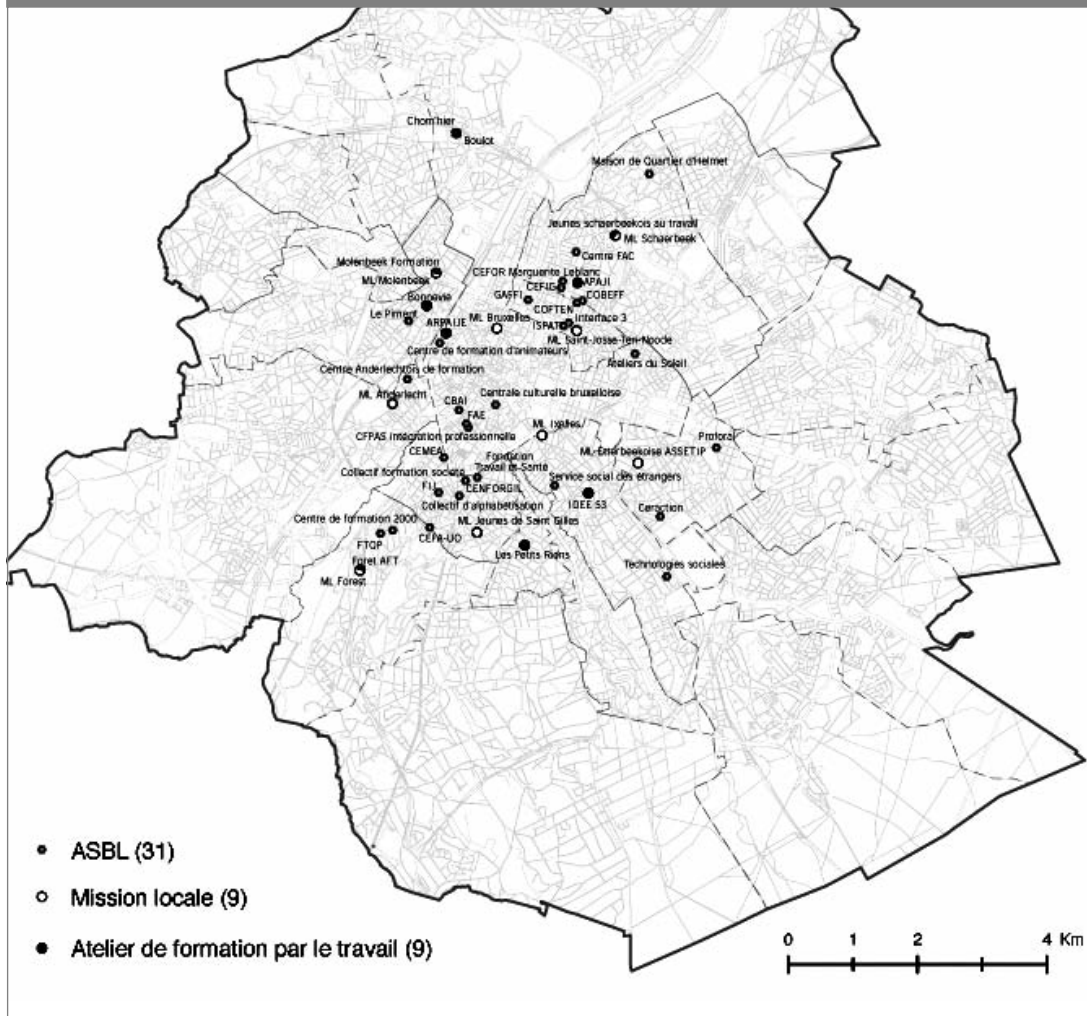 Chom'hier
Boulot
Maison de Quartier d'Helmet
Jeunes schaerbeekois au travail
ML Schaerbeek
Centre FAC
Molenbeek Formation
ML Molenbeek
CEFOR Marguerite Leblanc
CEFIG
APAJI
GAFFI
COBEFF
COFTEN
Bonnevie
Le Piment
ARPAIJE
ML Bruxelles
Interface 3
ISPAT
ML Saint-Josse-Ten-Noode
Centre de formation d'animateurs
Ateliers du Soleil
Centre Anderlechtois de formation
ML Anderlecht
CBAI
Centrale culturelle bruxelloise
FAE
ML Ixelles
CFPAS intégration professionnelle
CEMEA
Fondation
Travail et Santé
ML Etterbeekoise ASSETIP
Proforal
Collectif formation société
Service social des étrangers
FIJ
CENFORGIL
IDEE 53
Collectif d'alphabétisation
Ceraction
Centre de formation 2000
ML Jeunes de Saint Gilles
CEFA-UO
FTQP
Foret AFT
Les Petits Riens
ML Forest
Technologies sociales
ASBL (31)
Mission locale (9)
Atelier de formation par le travail (9)
0 1 2 4 Km